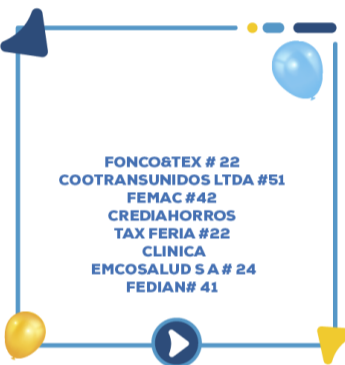 FONCO&TEX # 22
COOTRANSUNIDOS LTDA #51
FEMAC #42
CREDIAHORROS
TAX FERIA #22
CLINICA
EMCOSALUD S A # 24
FEDIAN# 41